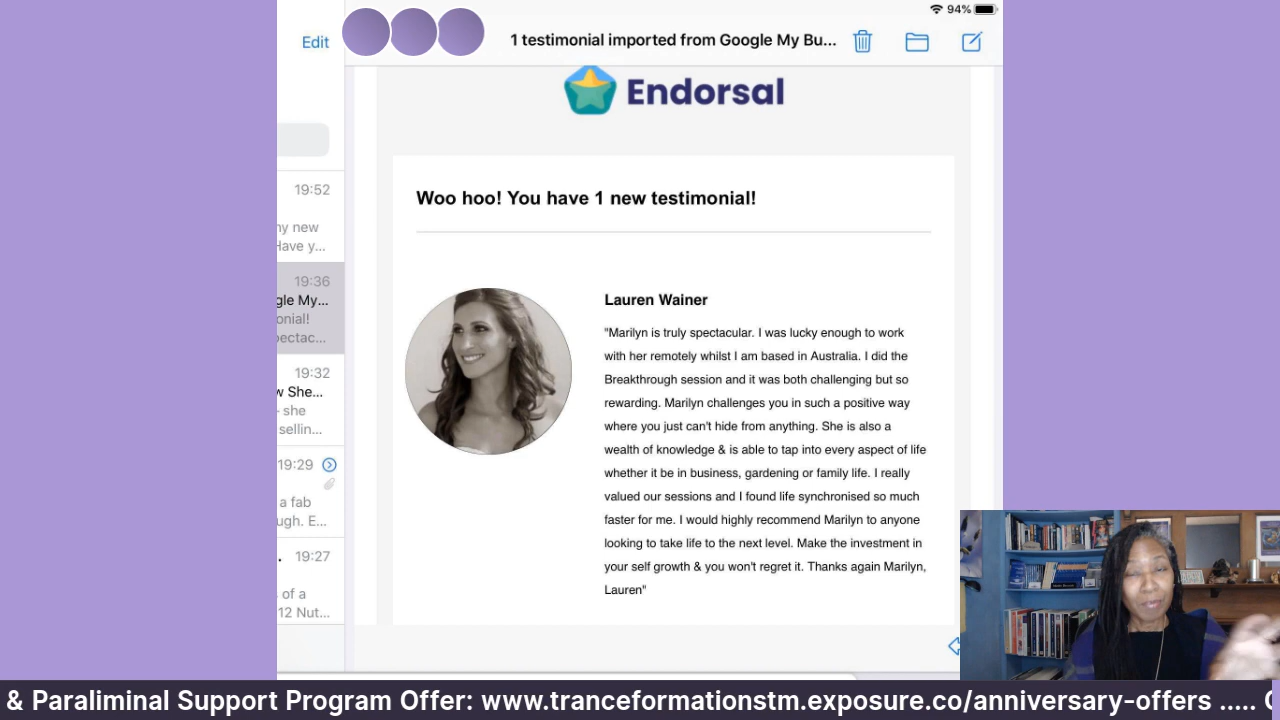 94%
Edit
1 testimonial imported from Google My Bu...
Endorsal
19:52
ny new
Have y...
19:36
gle My...
onial!
pectac...
19:32
w She...
- she
sellin...
19:29
a fab
ugh. E...
19:27
s of a
12 Nut...
Woo hoo! You have 1 new testimonial!
Lauren Wainer
"Marilyn is truly spectacular. I was lucky enough to work
with her remotely whilst I am based in Australia. I did the
Breakthrough session and it was both challenging but so
rewarding. Marilyn challenges you in such a positive way
where you just can't hide from anything. She is also a
wealth of knowledge & is able to tap into every aspect of life
whether it be in business, gardening or family life. I really
valued our sessions and I found life synchronised so much
faster for me. I would highly recommend Marilyn to anyone
looking to take life to the next level. Make the investment in
your self growth & you won't regret it. Thanks again Marilyn,
Lauren"
& Paraliminal Support Program Offer: www.tranceformationstm.exposure.co/anniversary-offers .....